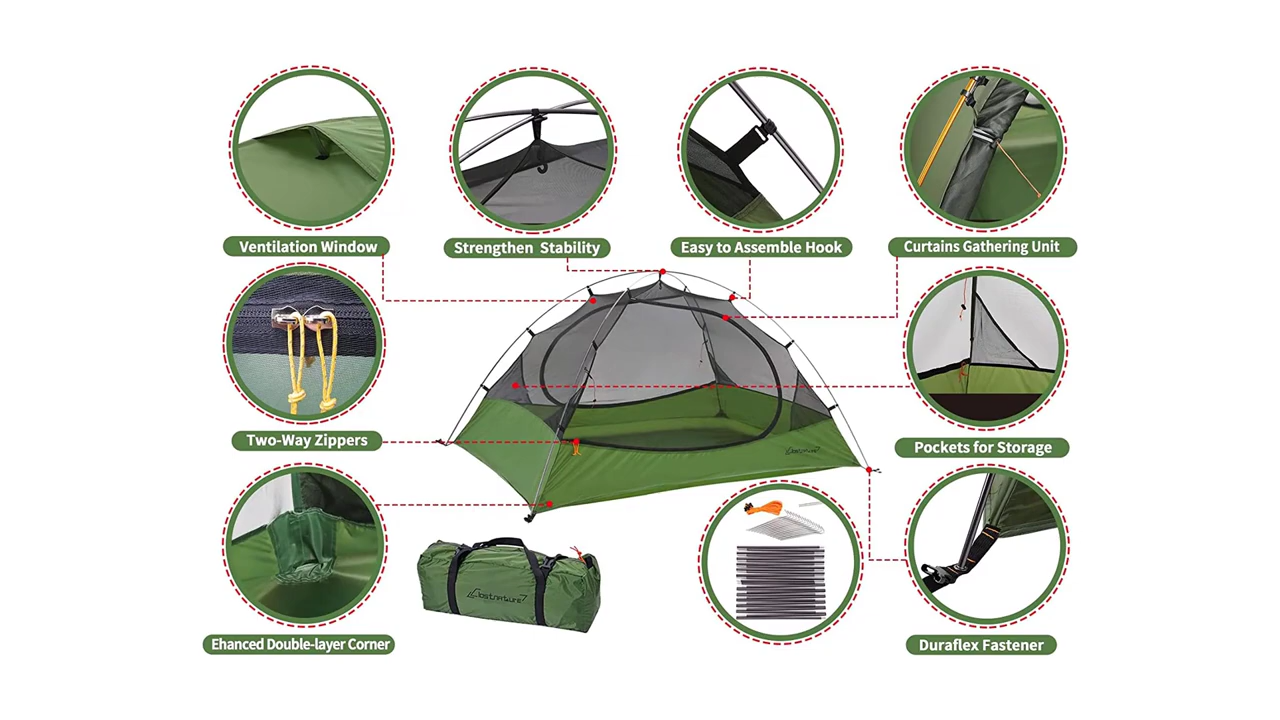 Ventilation Window
Strengthen Stability
Easy to Assemble Hook
Curtains Gathering Unit
Two-Way Zippers
Pockets for Storage
Ehanced Double-layer Corner
Duraflex Fastener